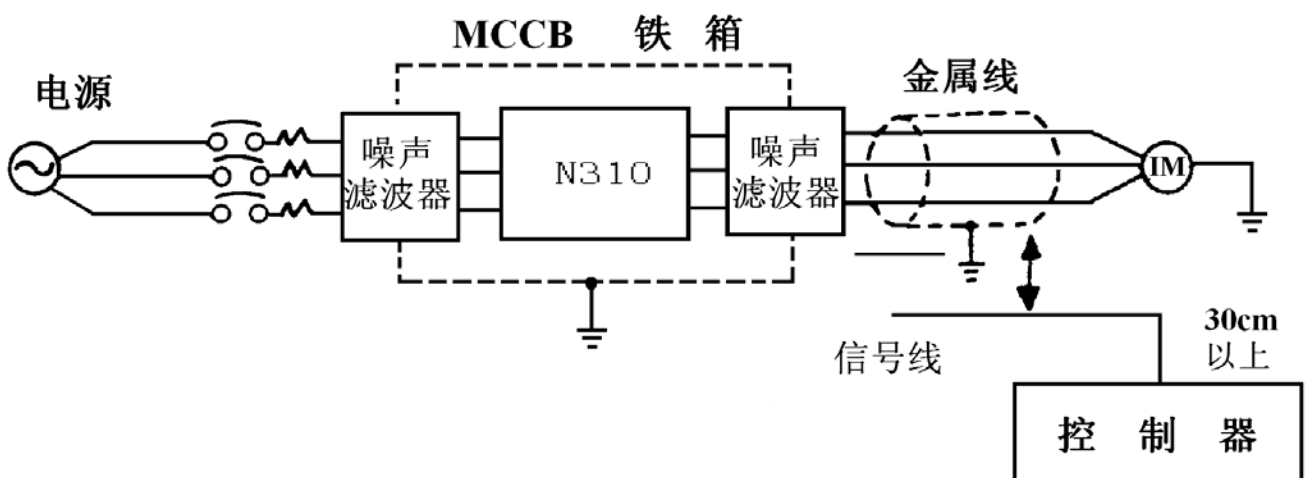 MCCB 铁 箱
电源
金属线
噪声
滤波器
N310
噪声
滤波器
IM
30cm
以上
信号线
控 制 器